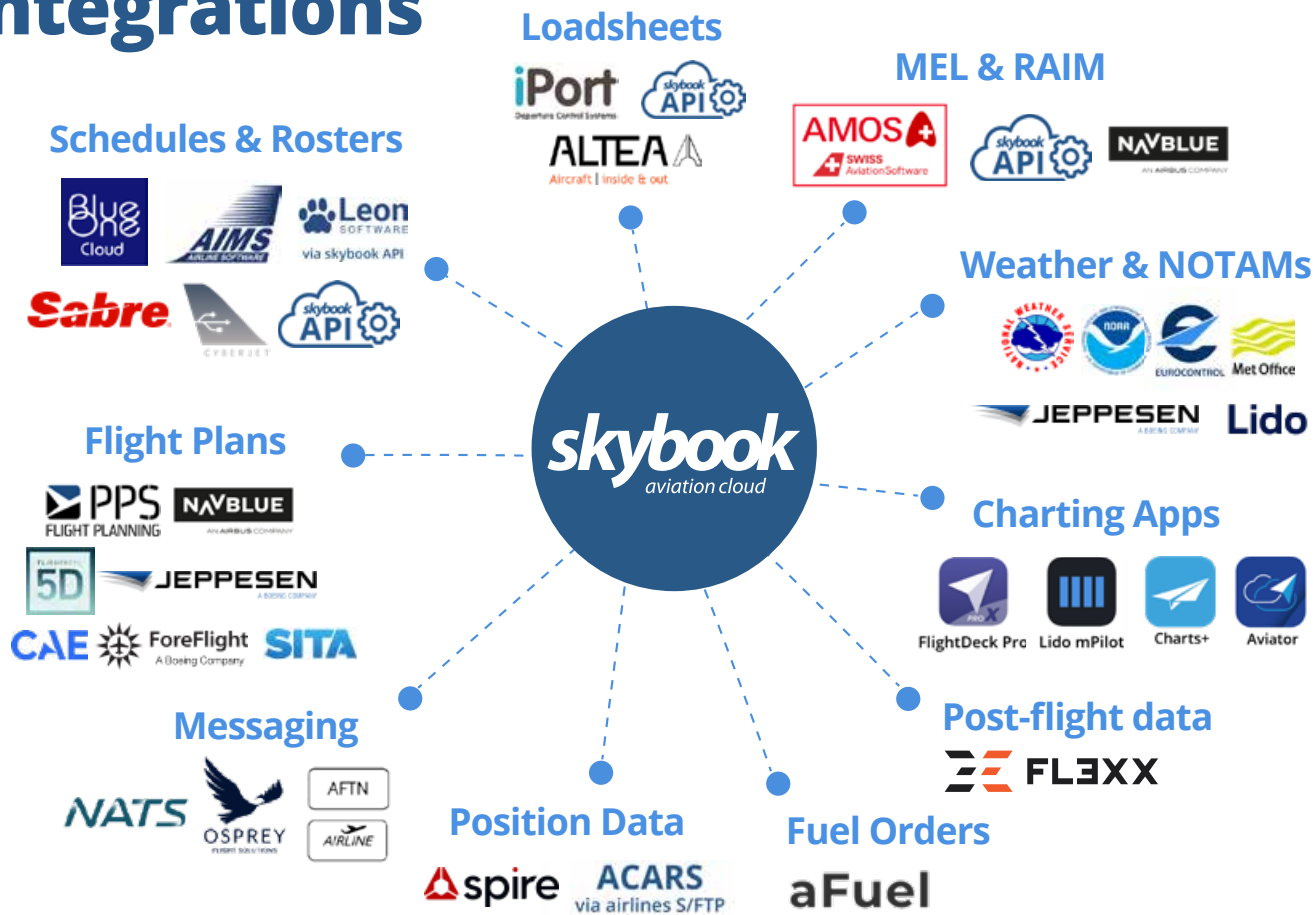 ntegrations
Loadsheets
iPort
Departure Control Systems
skybook
API
ALTEA
Aircraft | inside & out
MEL & RAIM
AMOS
SWISS
AviationSoftware
skybook
API
NAVBLUE
AN AIRBUS COMPANY
Schedules & Rosters
Blue
One
Cloud
AIMS
AIRLINE SOFTWARE
Leon
SOFTWARE
via skybook API
Sabre
CYBERJET
skybook
API
Weather & NOTAMs
NATIONAL WEATHER SERVICE
NOAA
EUROCONTROL
Met Office
JEPPESEN
A BOEING COMPANY
Lido
skybook
aviation cloud
Flight Plans
PPS
FLIGHT PLANNING
NAVBLUE
AN AIRBUS COMPANY
5D
JEPPESEN
A BOEING COMPANY
CAE
ForeFlight
A Boeing Company
SITA
Charting Apps
PRO X
FlightDeck Pro
Lido mPilot
Charts+
Aviator
Messaging
NATS
OSPREY
FLIGHT SOLUTIONS
AFTN
AIRLINE
Post-flight data
FL3XX
Position Data
spire
ACARS
via airlines S/FTP
Fuel Orders
aFuel